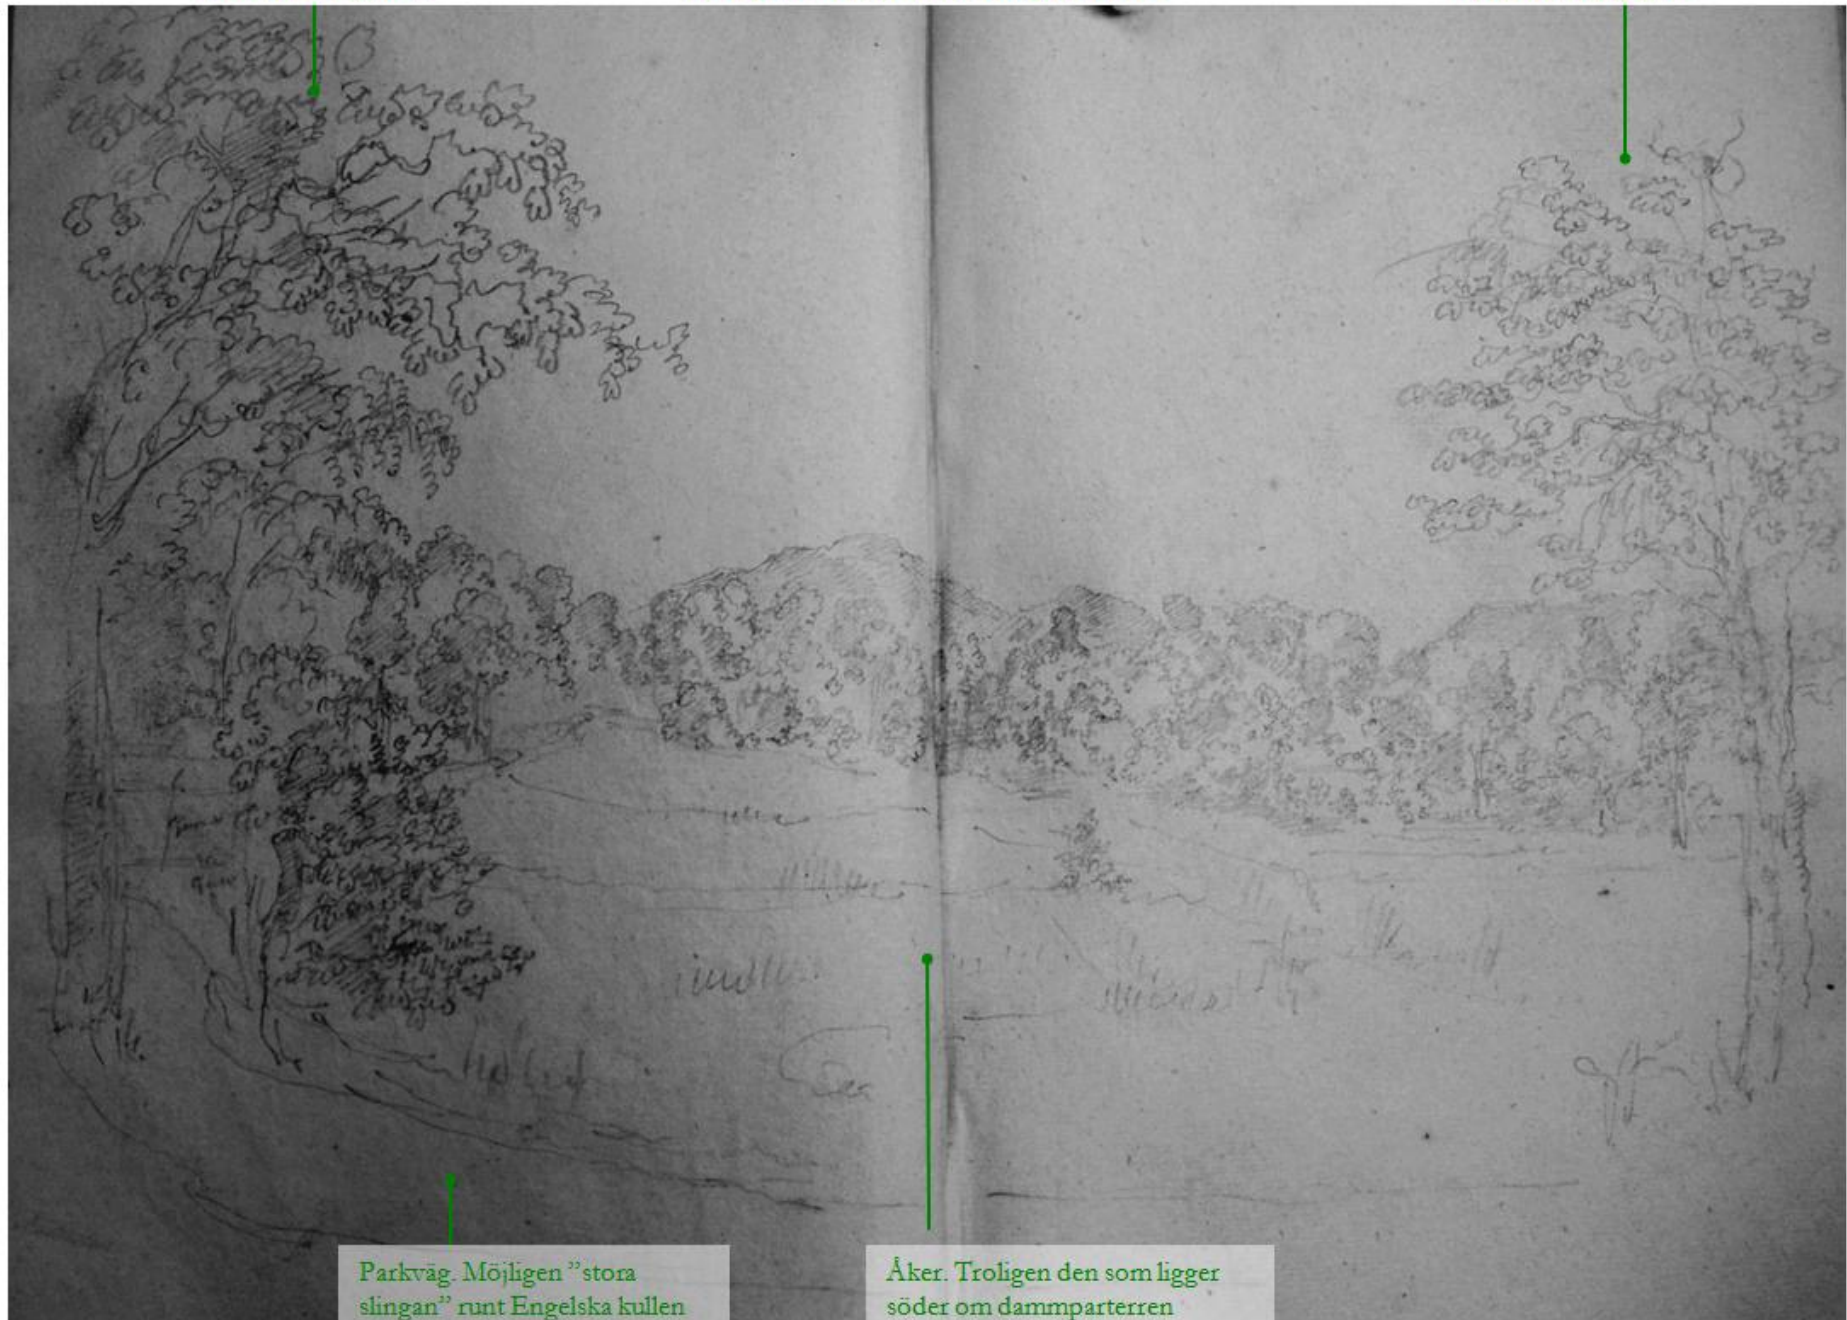 Parkväg. Möjligen ”stora
slingan” runt Engelska kullen
Åker. Troligen den som ligger
söder om dammparterren